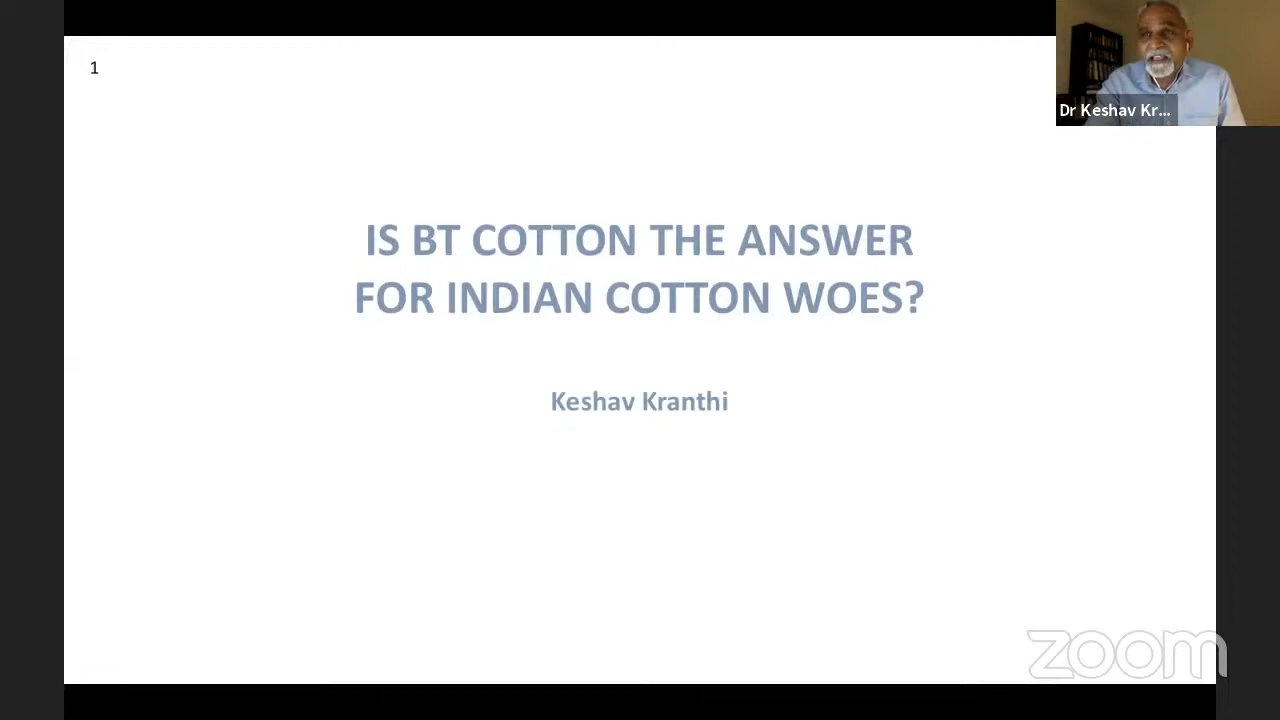 1
Dr Keshav Kr...
IS BT COTTON THE ANSWER
FOR INDIAN COTTON WOES?
Keshav Kranthi
zoom